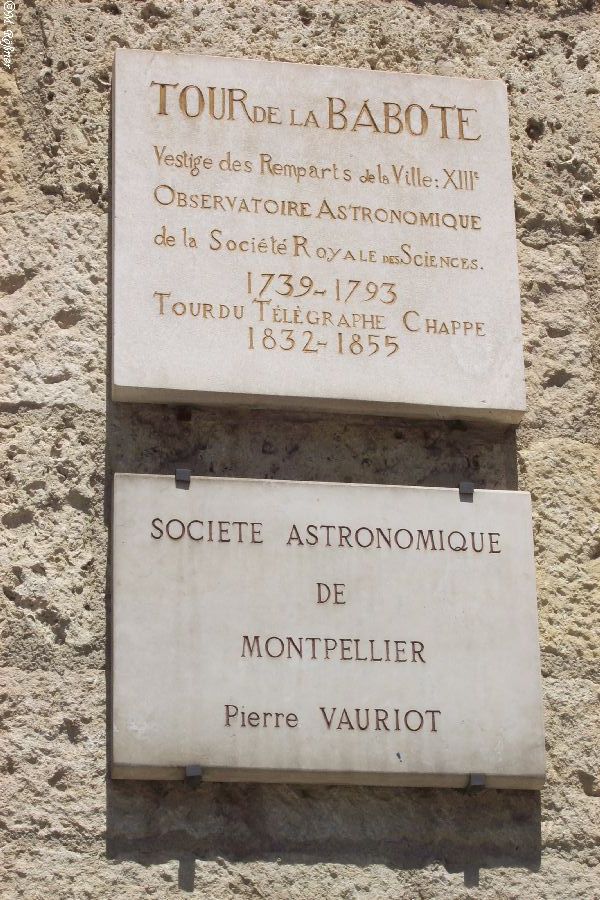 TOUR DE LA BABOTE
Vestige des Remparts de la Ville: XIIIe
OBSERVATOIRE ASTRONOMIQUE
de la Société ROYALE DES SCIENCES.
1739-1793
TOUR DU TÉLÈGRAPHE CHAPPE
1832-1855
SOCIETE ASTRONOMIQUE
DE
MONTPELLIER
Pierre VAURIOT